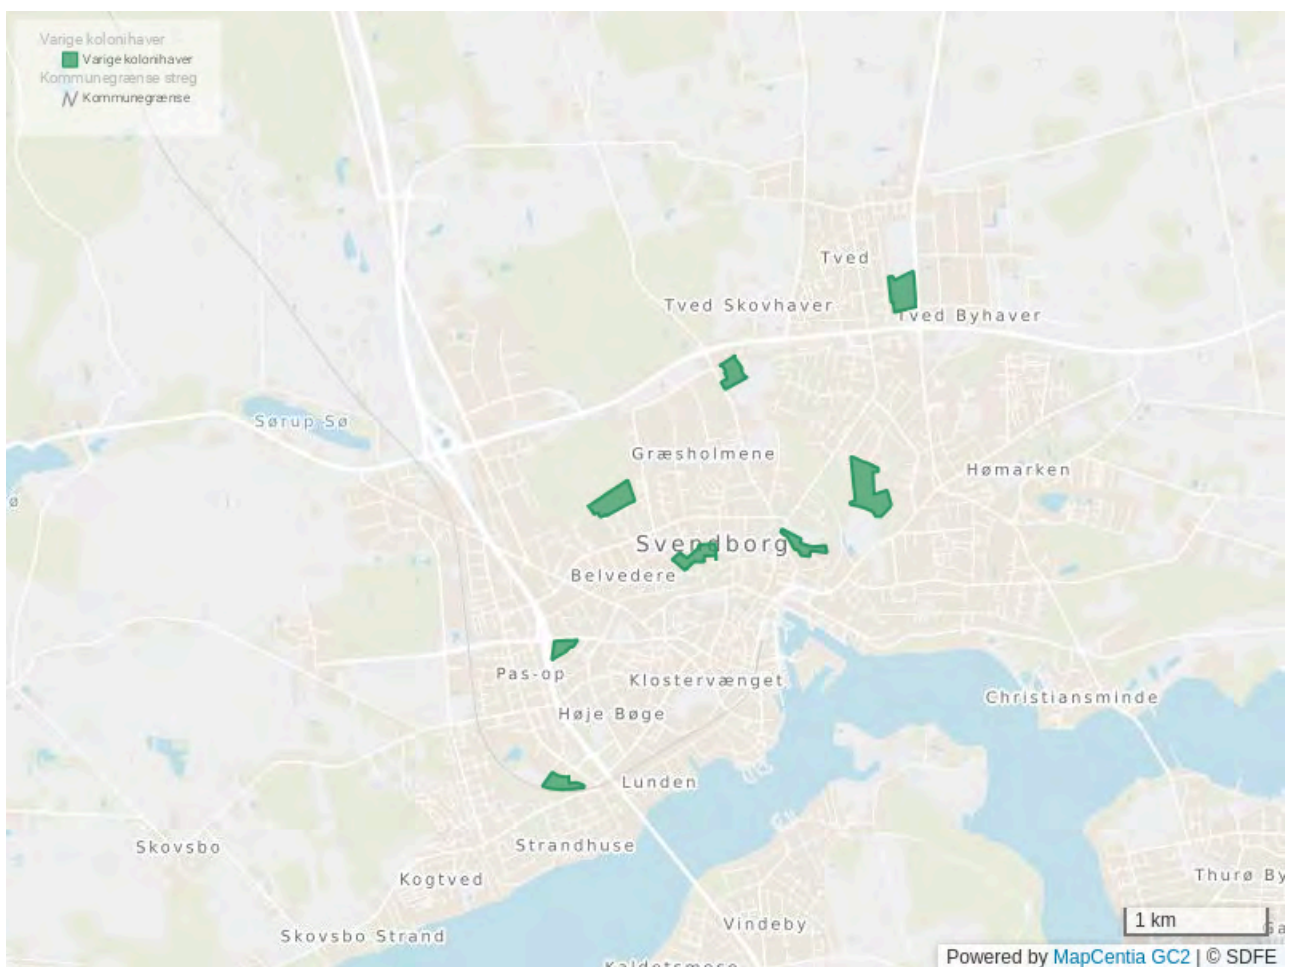 Varige kolonihaver
Varige kolonihaver
Kommunegrænse streg
Kommunegrænse
Tved
Tved Skovhaver
Tved Byhaver
Sørup Sø
Græsholmene
Hømarken
ø
Svendborg
Belvedere
Pas-op
Klostervænget
Christiansminde
Høje Bøge
Lunden
Skovsbo
Strandhuse
Kogtved
Thurø By
Vindeby
1 km
Skovsbo Strand
Powered by MapCentia GC2 | © SDFE